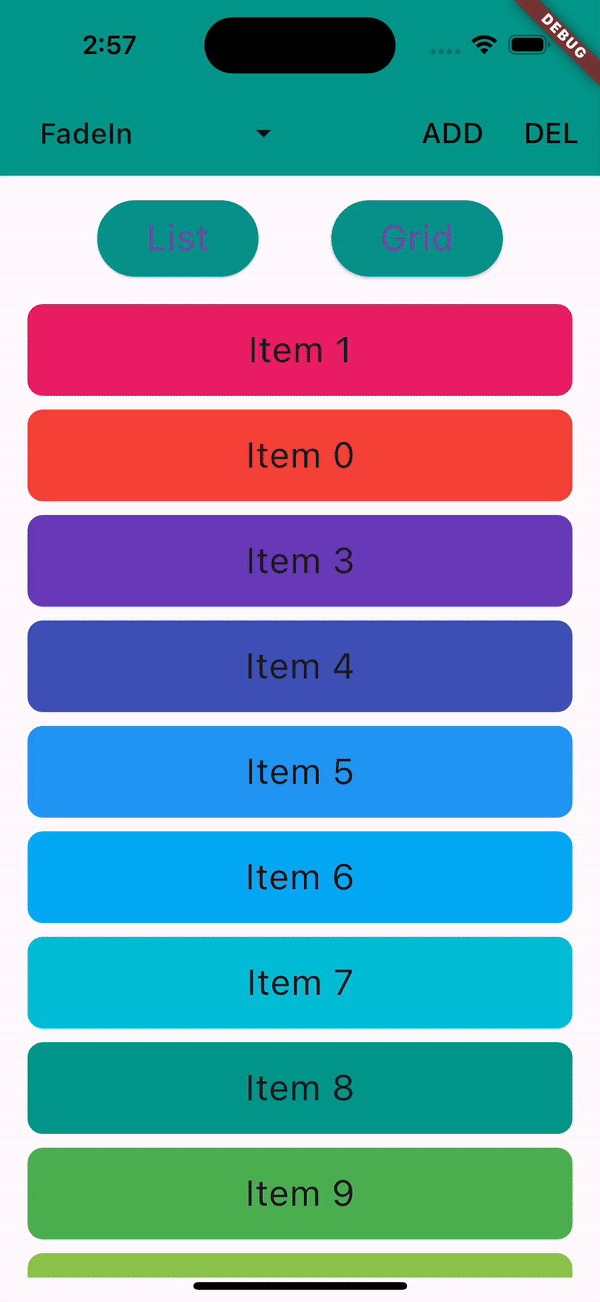 2:57
DEBUG
FadeIn ADD DEL
List Grid
Item 1
Item 0
Item 3
Item 4
Item 5
Item 6
Item 7
Item 8
Item 9